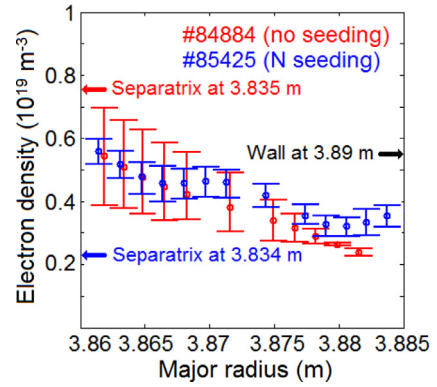 1
#84884 (no seeding)
#85425 (N seeding)
0.8
Separatrix at 3.835 m
0.6
Wall at 3.89 m
0.4
Separatrix at 3.834 m
0.2
Electron density (10¹⁹ m⁻³)
3.86 3.865 3.87 3.875 3.88 3.885
Major radius (m)